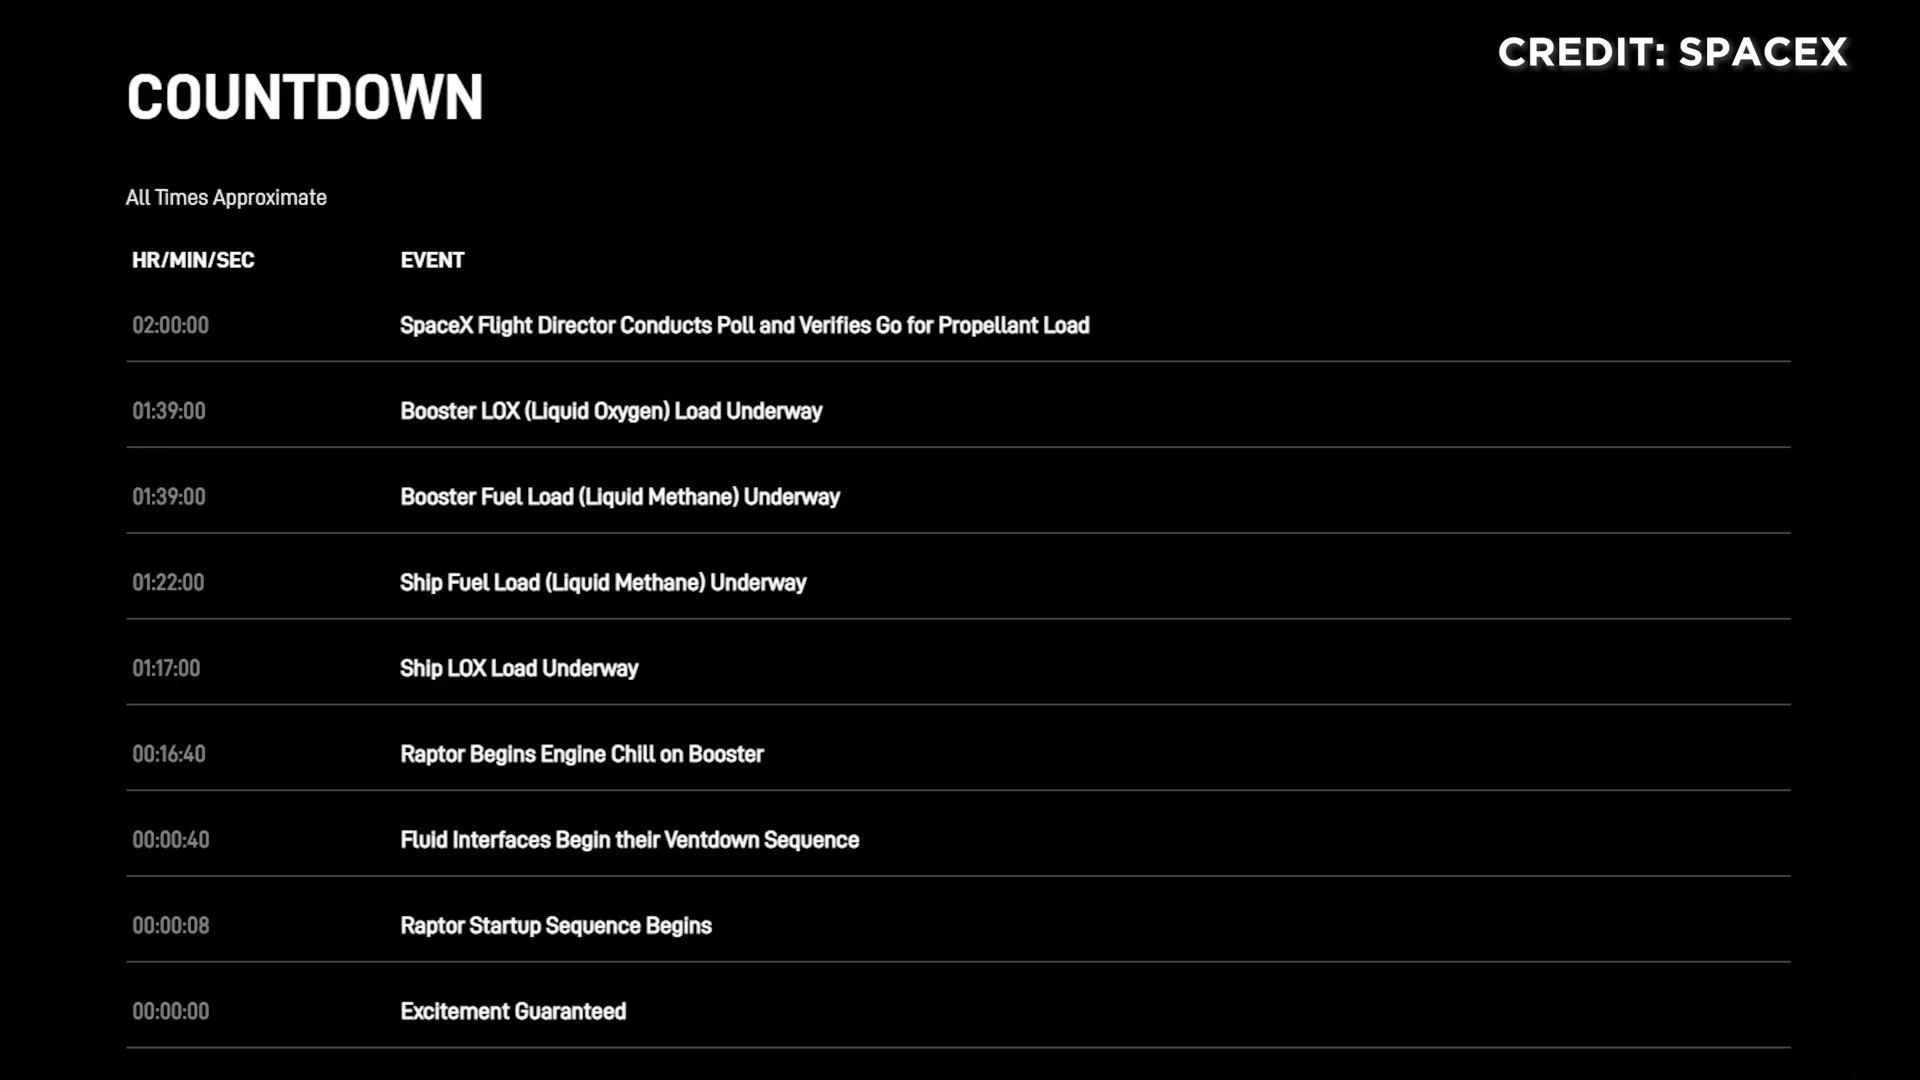 CREDIT: SPACEX
COUNTDOWN
All Times Approximate
HR/MIN/SEC EVENT
02:00:00 SpaceX Flight Director Conducts Poll and Verifies Go for Propellant Load
01:39:00 Booster LOX (Liquid Oxygen) Load Underway
01:39:00 Booster Fuel Load (Liquid Methane) Underway
01:22:00 Ship Fuel Load (Liquid Methane) Underway
01:17:00 Ship LOX Load Underway
00:16:40 Raptor Begins Engine Chill on Booster
00:00:40 Fluid Interfaces Begin their Ventdown Sequence
00:00:08 Raptor Startup Sequence Begins
00:00:00 Excitement Guaranteed